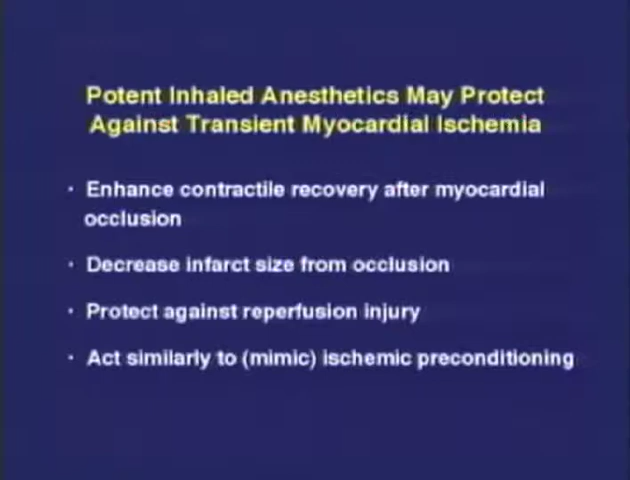 Potent Inhaled Anesthetics May Protect
Against Transient Myocardial Ischemia
· Enhance contractile recovery after myocardial
occlusion
· Decrease infarct size from occlusion
· Protect against reperfusion injury
· Act similarly to (mimic) ischemic preconditioning